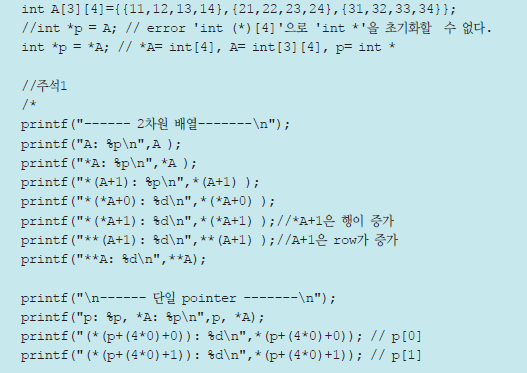 int A[3][4]={{11,12,13,14},{21,22,23,24},{31,32,33,34}};
//int *p = A; // error 'int (*)[4]'으로 'int *'을 초기화할 수 없다.
int *p = *A; // *A= int[4], A= int[3][4], p= int *
//주석1
/*
printf("------ 2차원 배열-------\n");
printf("A: %p\n",A );
printf("*A: %p\n",*A );
printf("*(A+1): %p\n",*(A+1) );
printf("*(*A+0): %d\n",*(*A+0) );
printf("*(*A+1): %d\n",*(*A+1) );//*A+1은 행이 증가
printf("**(A+1): %d\n",**(A+1) );//A+1은 row가 증가
printf("**A: %d\n",**A);
printf("\n------ 단일 pointer -------\n");
printf("p: %p, *A: %p\n",p, *A);
printf("(*(p+(4*0)+0)): %d\n",*(p+(4*0)+0)); // p[0]
printf("(*(p+(4*0)+1)): %d\n",*(p+(4*0)+1)); // p[1]